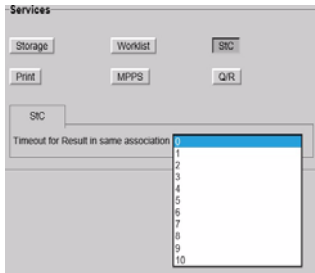 Services
Storage Worklist StC
Print MPPS Q/R
StC
Timeout for Result in same association 0
1
2
3
4
5
6
7
8
9
10